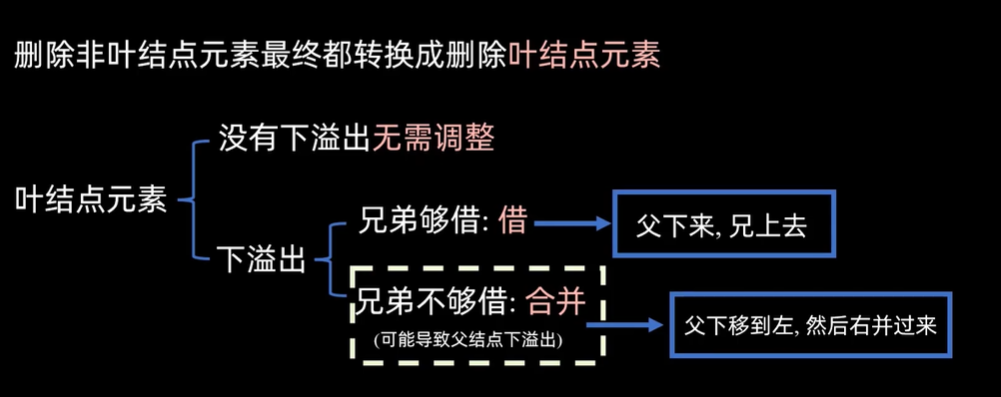 删除非叶结点元素最终都转换成删除叶结点元素
没有下溢出无需调整
叶结点元素
下溢出
兄弟够借: 借
父下来, 兄上去
兄弟不够借: 合并
(可能导致父结点下溢出)
父下移到左, 然后右并过来